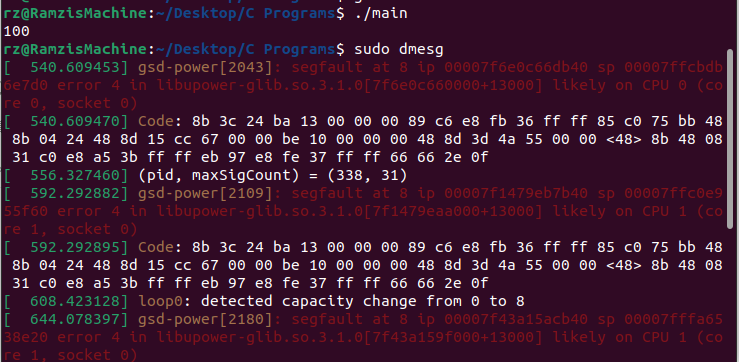 rz@RamzisMachine:~/Desktop/C Programs$ ./main
100
rz@RamzisMachine:~/Desktop/C Programs$ sudo dmesg
[  540.609453] gsd-power[2043]: segfault at 8 ip 00007f6e0c66db40 sp 00007ffcbdb
6e7d0 error 4 in libupower-glib.so.3.1.0[7f6e0c660000+13000] likely on CPU 0 (co
re 0, socket 0)
[  540.609470] Code: 8b 3c 24 ba 13 00 00 00 89 c6 e8 fb 36 ff ff 85 c0 75 bb 48
 8b 04 24 48 8d 15 cc 67 00 00 be 10 00 00 00 48 8d 3d 4a 55 00 00 <48> 8b 48 08
 31 c0 e8 a5 3b ff ff eb 97 e8 fe 37 ff ff 66 66 2e 0f
[  556.327460] (pid, maxSigCount) = (338, 31)
[  592.292882] gsd-power[2109]: segfault at 8 ip 00007f1479eb7b40 sp 00007ffc0e9
55f60 error 4 in libupower-glib.so.3.1.0[7f1479eaa000+13000] likely on CPU 1 (co
re 1, socket 0)
[  592.292895] Code: 8b 3c 24 ba 13 00 00 00 89 c6 e8 fb 36 ff ff 85 c0 75 bb 48
 8b 04 24 48 8d 15 cc 67 00 00 be 10 00 00 00 48 8d 3d 4a 55 00 00 <48> 8b 48 08
 31 c0 e8 a5 3b ff ff eb 97 e8 fe 37 ff ff 66 66 2e 0f
[  608.423128] loop0: detected capacity change from 0 to 8
[  644.078397] gsd-power[2180]: segfault at 8 ip 00007f43a15acb40 sp 00007fffa65
38e20 error 4 in libupower-glib.so.3.1.0[7f43a159f000+13000] likely on CPU 1 (co
re 1, socket 0)